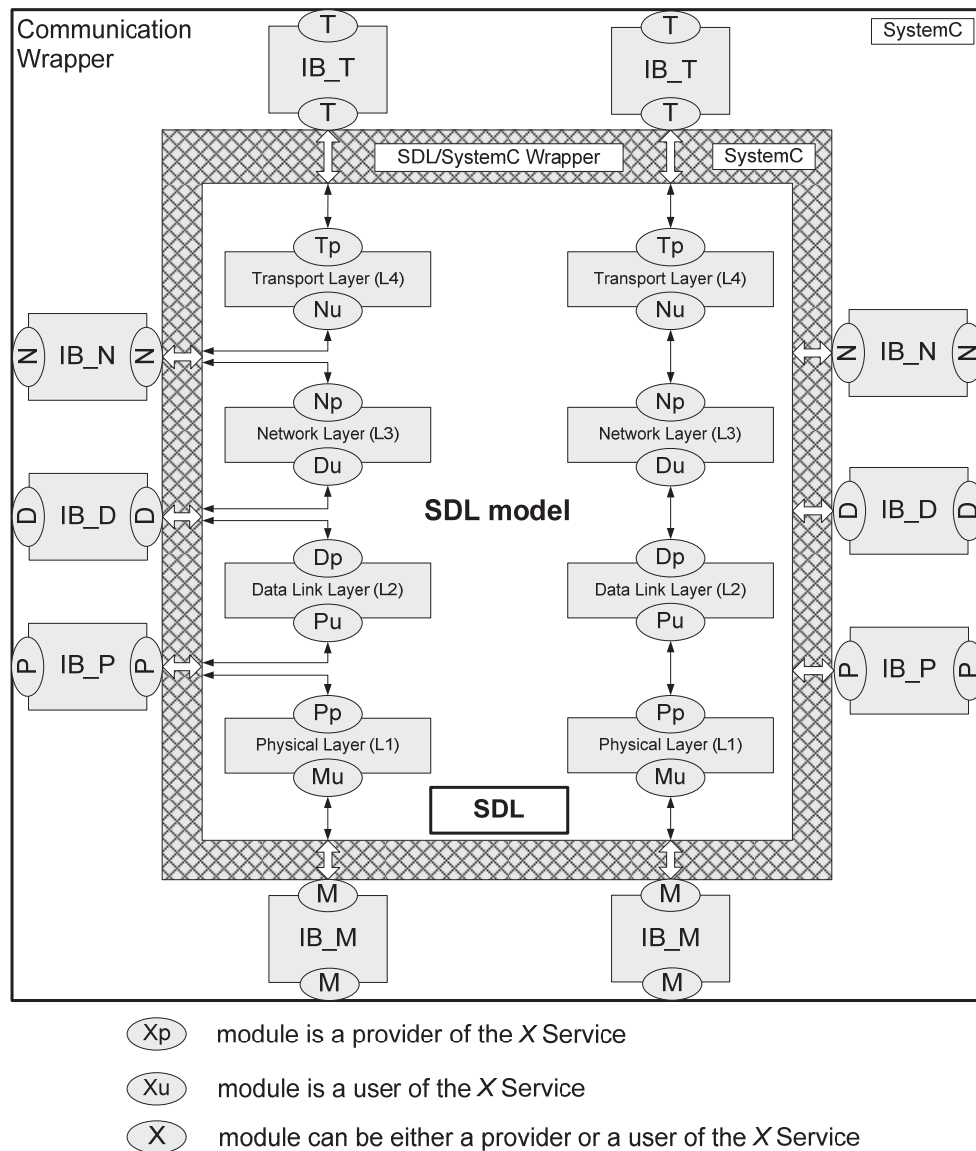 Communication
Wrapper
SystemC
T
IB_T
T
T
IB_T
T
SDL/SystemC Wrapper
SystemC
Tp
Transport Layer (L4)
Nu
Tp
Transport Layer (L4)
Nu
N
IB_N
N
N
IB_N
N
Np
Network Layer (L3)
Du
Np
Network Layer (L3)
Du
D
IB_D
D
SDL model
D
IB_D
D
Dp
Data Link Layer (L2)
Pu
Dp
Data Link Layer (L2)
Pu
P
IB_P
P
P
IB_P
P
Pp
Physical Layer (L1)
Mu
Pp
Physical Layer (L1)
Mu
SDL
M
IB_M
M
M
IB_M
M
Xp module is a provider of the X Service
Xu module is a user of the X Service
X module can be either a provider or a user of the X Service